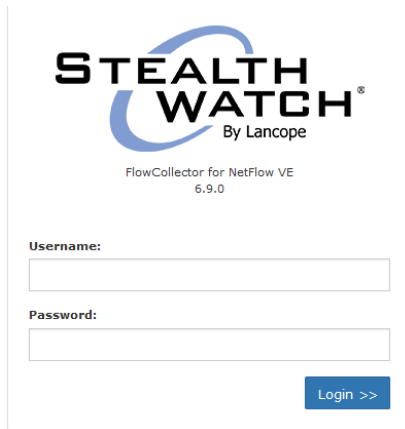 STEALTH
WATCH®
By Lancope
FlowCollector for NetFlow VE
6.9.0
Username:
Password:
Login >>